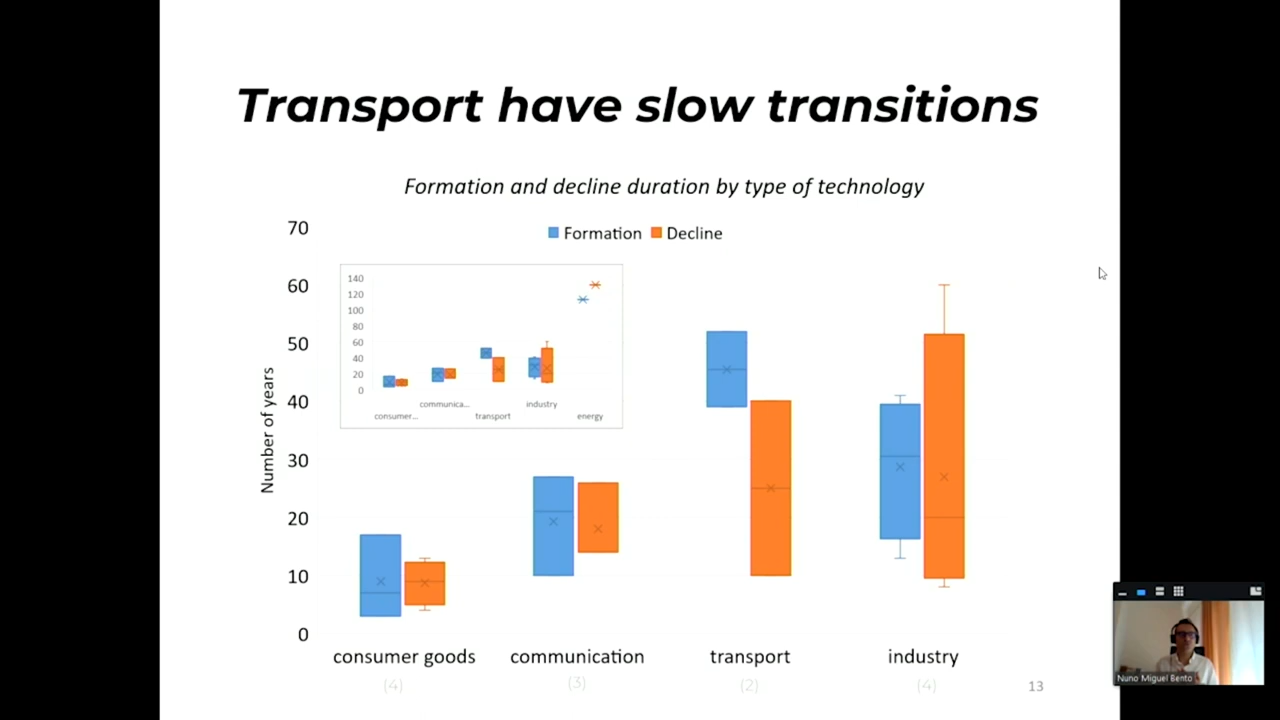 Transport have slow transitions
Formation and decline duration by type of technology
Formation Decline
Number of years
70
60
50
40
30
20
10
0
140
120
100
80
60
40
20
0
consumer...
communica...
transport
industry
energy
consumer goods communication transport industry
(4) (3) (2) (4)
13
Nuno Miguel Bento